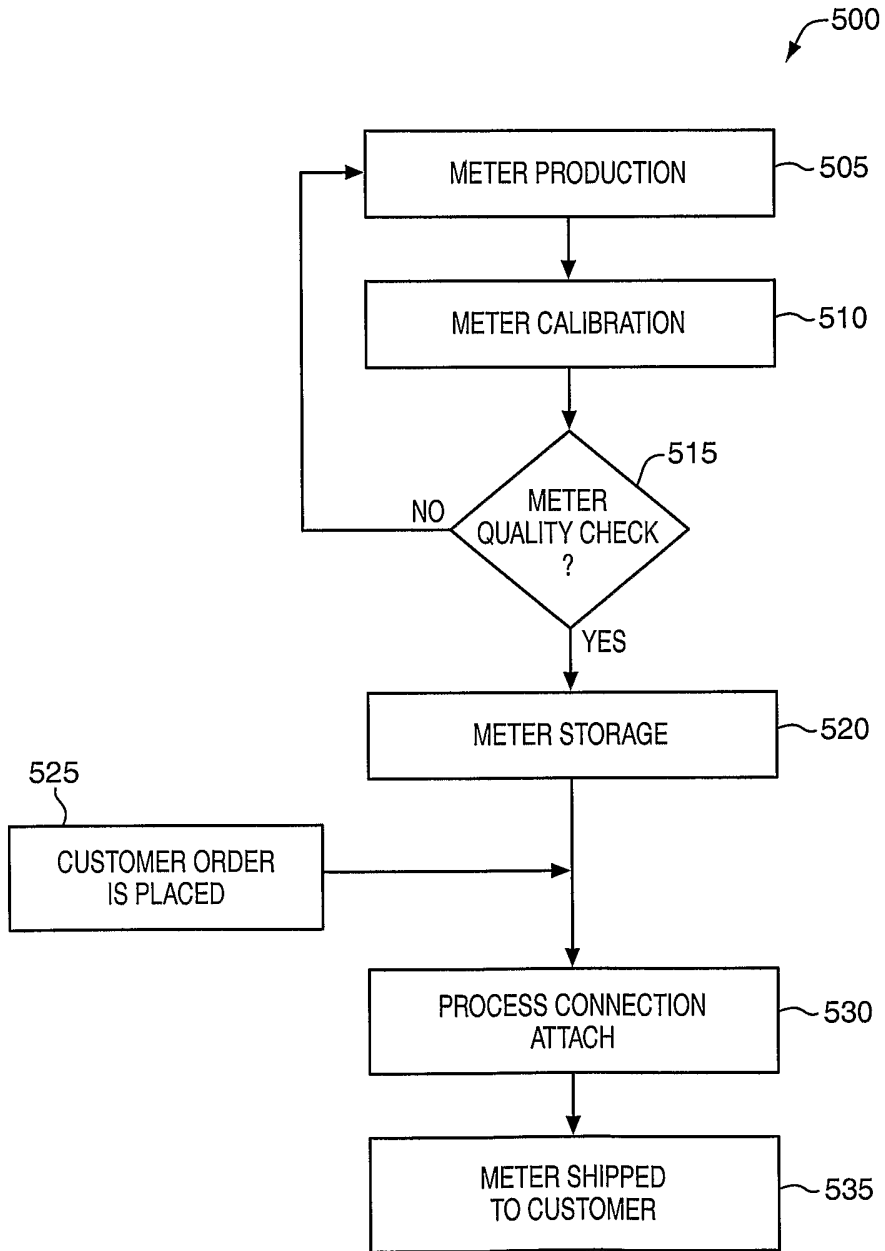 500
METER PRODUCTION
505
METER CALIBRATION
510
515
METER
QUALITY CHECK
?
NO
YES
METER STORAGE
520
525
CUSTOMER ORDER
IS PLACED
PROCESS CONNECTION
ATTACH
530
METER SHIPPED
TO CUSTOMER
535